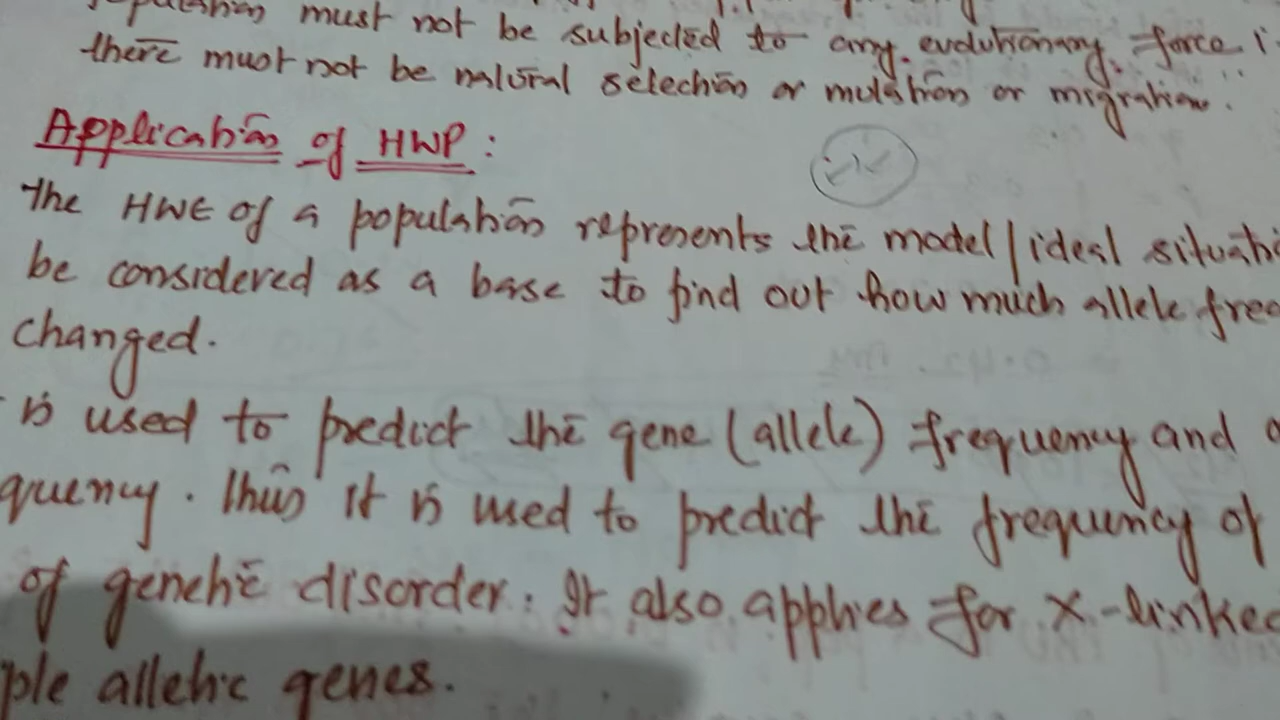 population must not be subjected to any evolutionary force i.
there must not be natural selection or mutation or migration.
Application of HWP :
The HWE of a population represents the model/ideal situati
be considered as a base to find out how much allele freq
changed.
is used to predict the gene (allele) frequency and
quency. Thus it is used to predict the frequency of
of genetic disorder. It also applies for X-linked
ple allelic genes.